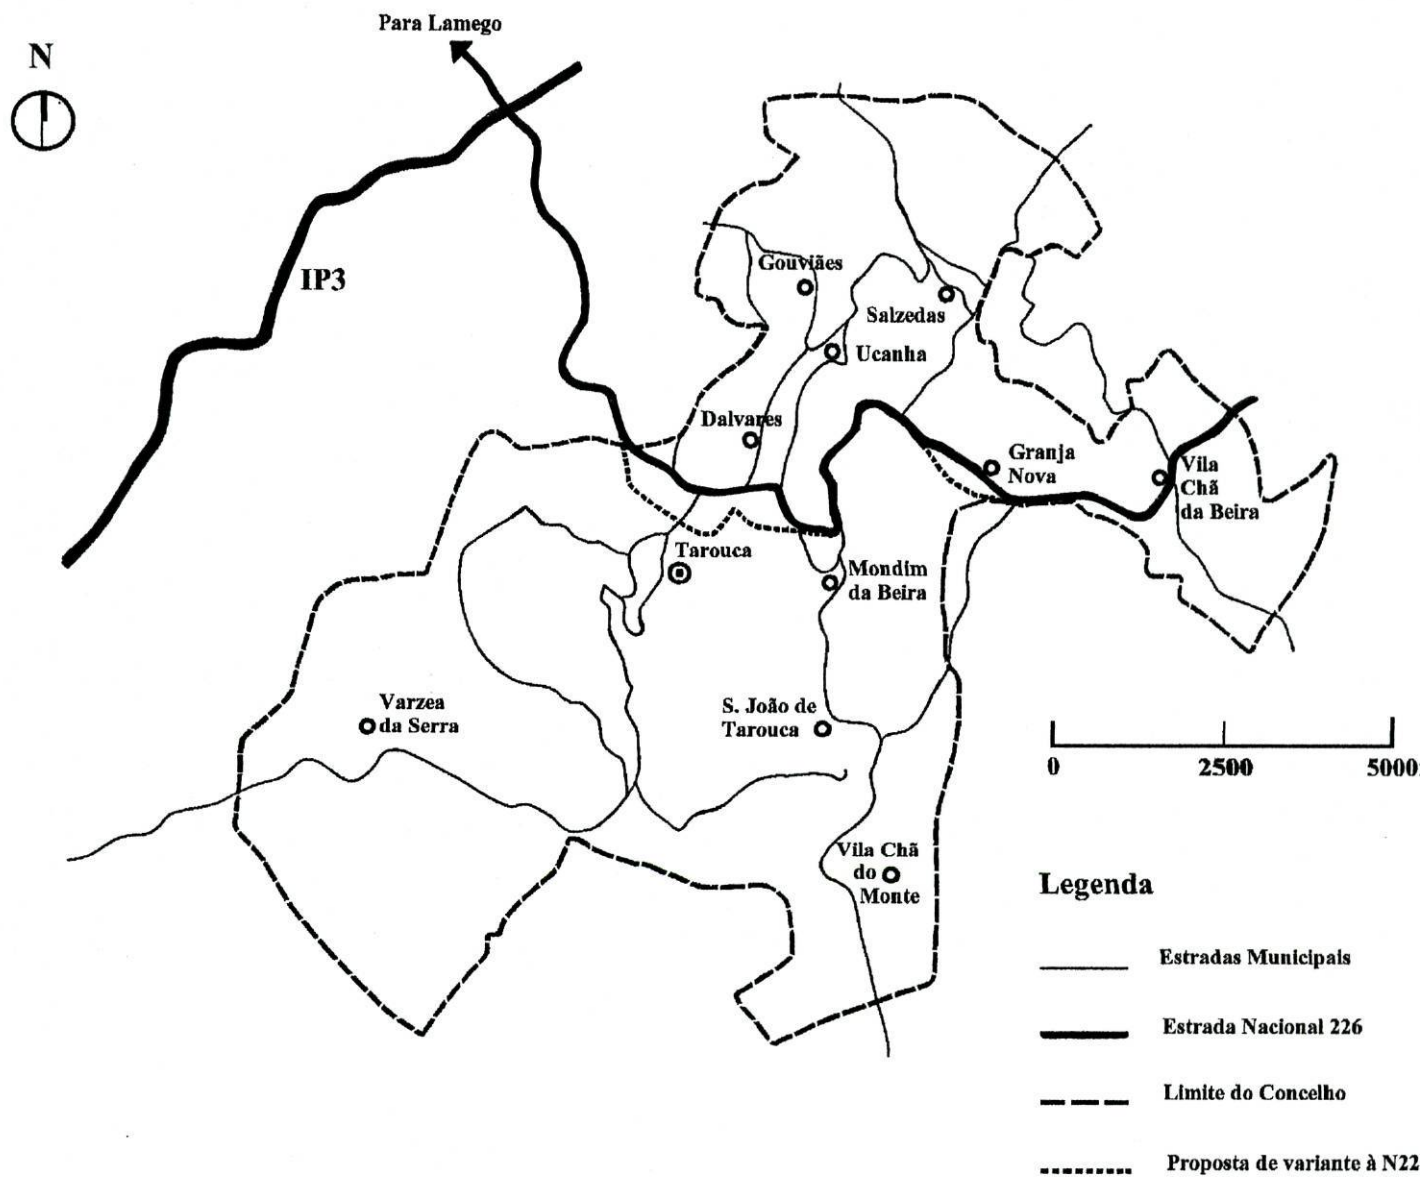 Para Lamego
N
IP3
Gouviães
Salzedas
Ucanha
Dalvares
Granja
Nova
Vila
Chã
da Beira
Tarouca
Mondim
da Beira
Varzea
da Serra
S. João de
Tarouca
0 2500 5000
Vila Chã
do
Monte
Legenda
Estradas Municipais
Estrada Nacional 226
Limite do Concelho
Proposta de variante à N22